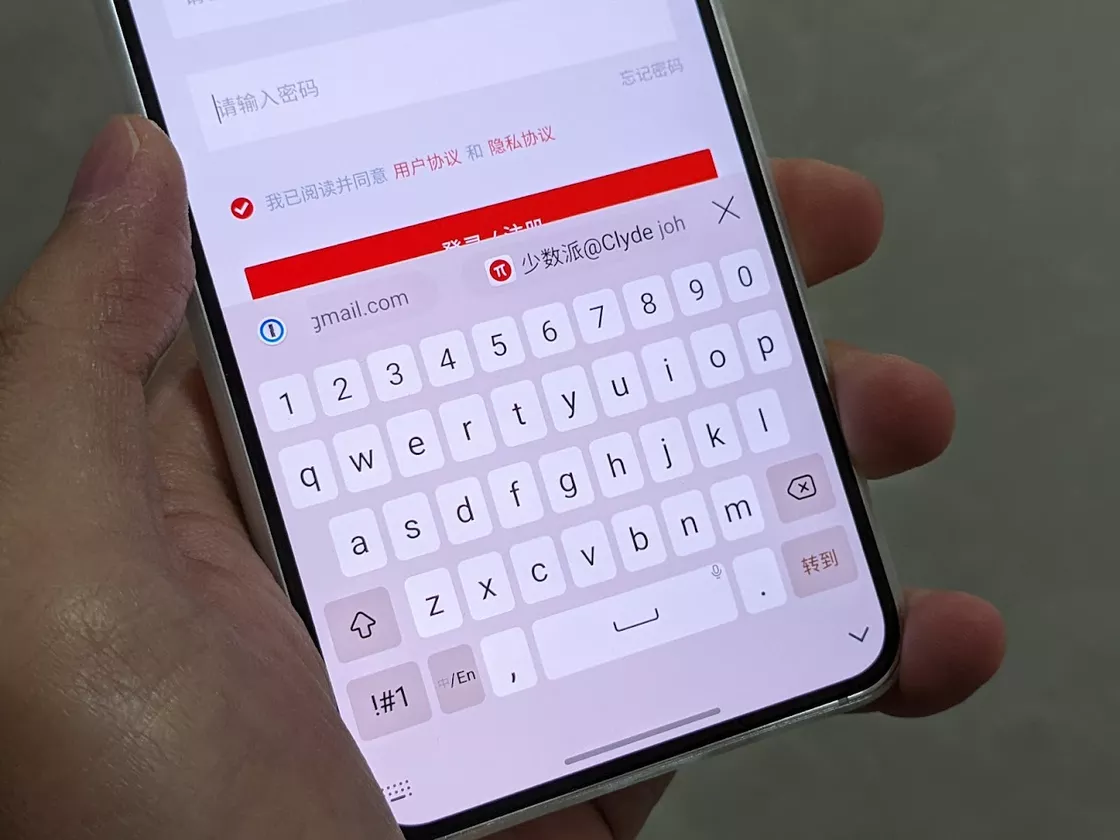 请输入密码
忘记密码
我已阅读并同意 用户协议 和 隐私协议
登录 / 注册
gmail.com
少数派@Clyde joh
1 2 3 4 5 6 7 8 9 0
q w e r t y u i o p
a s d f g h j k l
z x c v b n m
!#1 中/En , . 转到